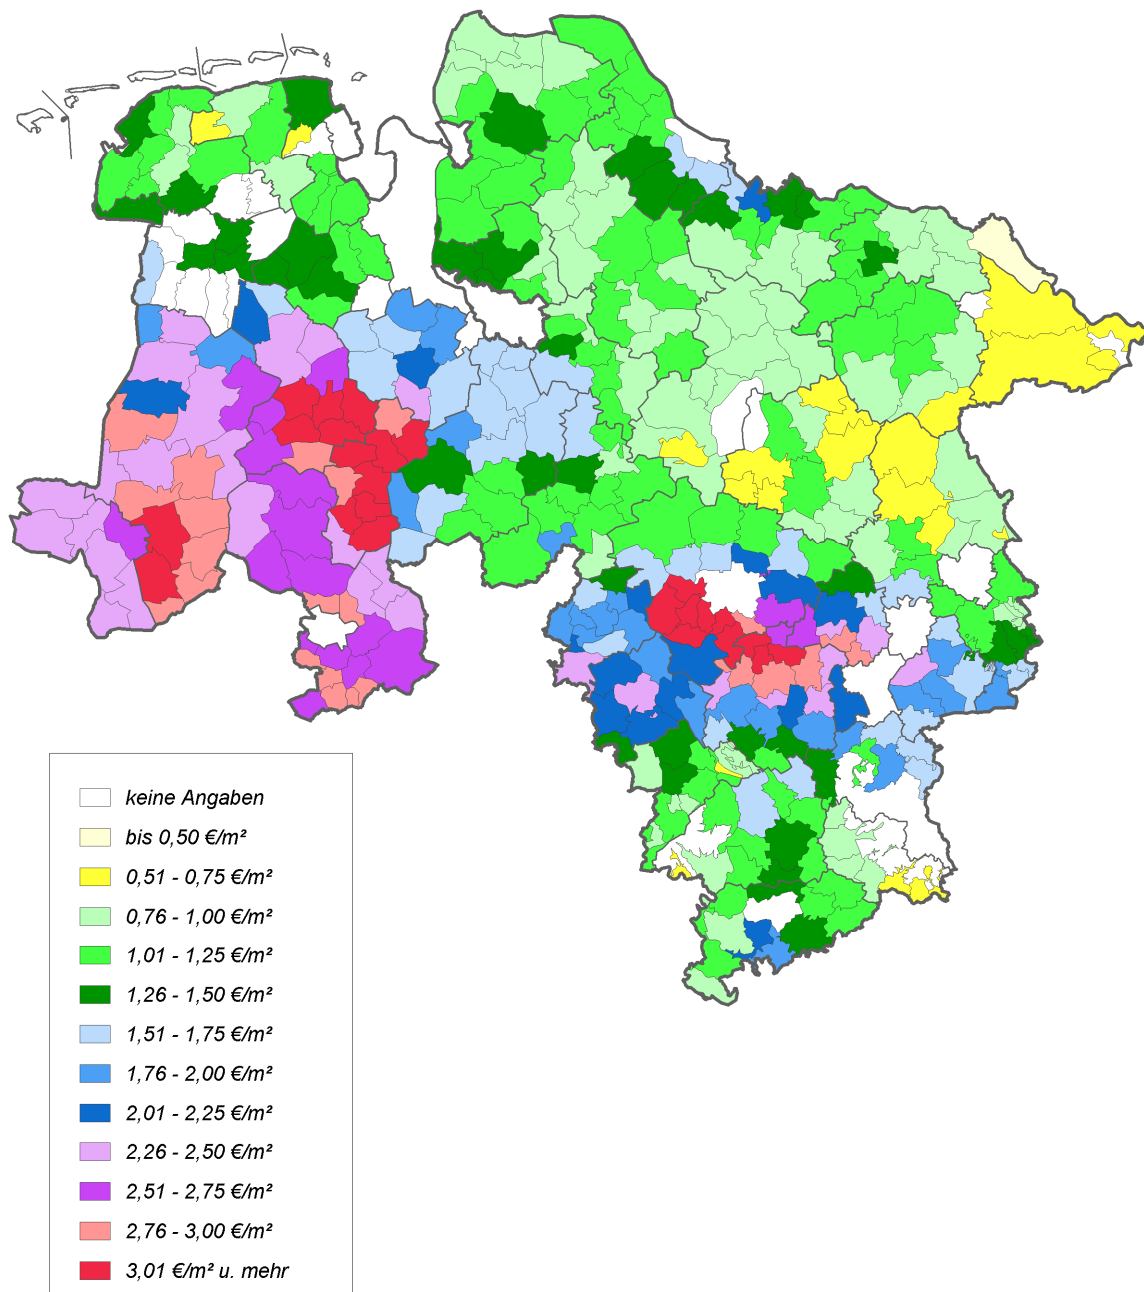 keine Angaben
bis 0,50 €/m²
0,51 - 0,75 €/m²
0,76 - 1,00 €/m²
1,01 - 1,25 €/m²
1,26 - 1,50 €/m²
1,51 - 1,75 €/m²
1,76 - 2,00 €/m²
2,01 - 2,25 €/m²
2,26 - 2,50 €/m²
2,51 - 2,75 €/m²
2,76 - 3,00 €/m²
3,01 €/m² u. mehr